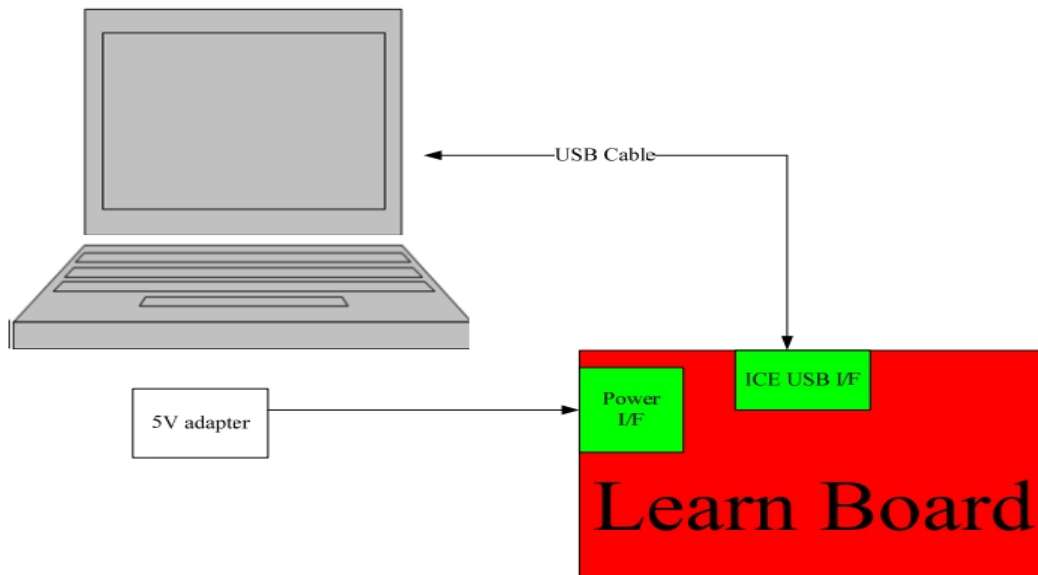 USB Cable
ICE USB I/F
Power
I/F
5V adapter
Learn Board